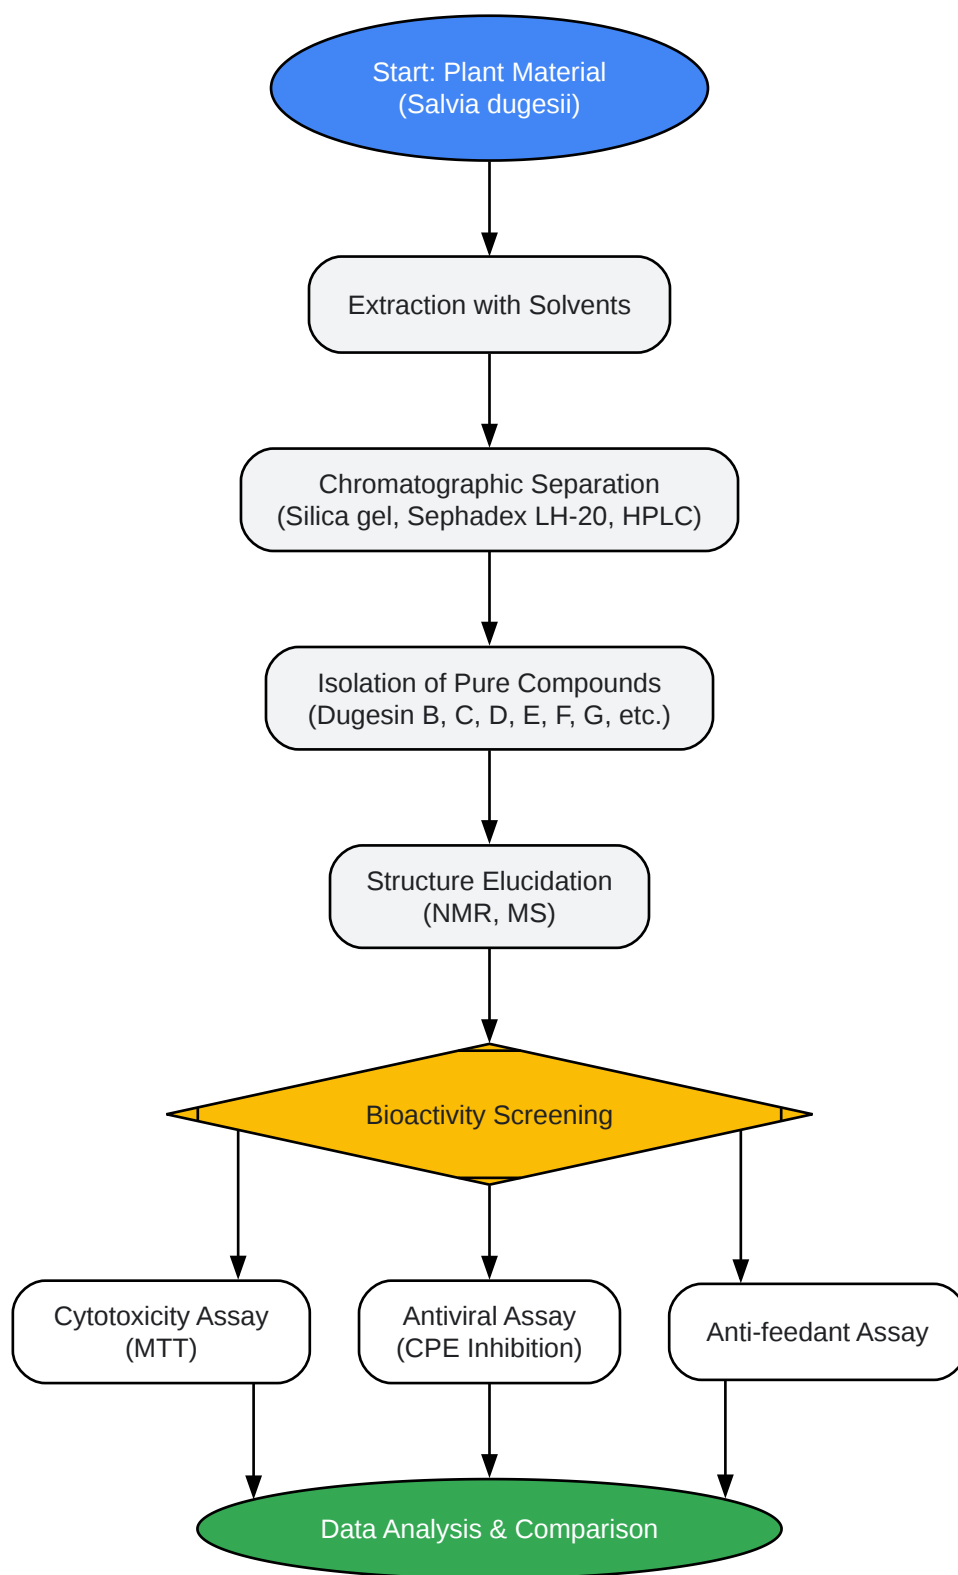 Start: Plant Material
(Salvia dugesii)
Extraction with Solvents
Chromatographic Separation
(Silica gel, Sephadex LH-20, HPLC)
Isolation of Pure Compounds
(Dugesin B, C, D, E, F, G, etc.)
Structure Elucidation
(NMR, MS)
Bioactivity Screening
Cytotoxicity Assay
(MTT)
Antiviral Assay
(CPE Inhibition)
Anti-feedant Assay
Data Analysis & Comparison